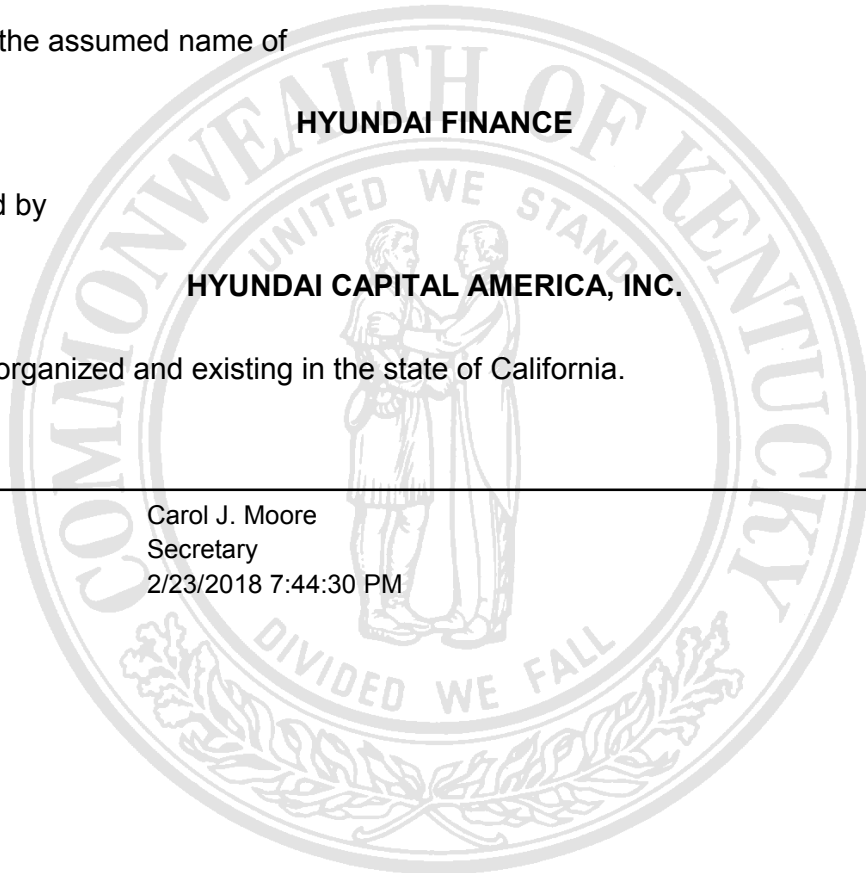 the assumed name of
HYUNDAI FINANCE
d by
HYUNDAI CAPITAL AMERICA, INC.
organized and existing in the state of California.
Carol J. Moore
Secretary
2/23/2018 7:44:30 PM
COMMONWEALTH OF KENTUCKY
UNITED WE STAND
DIVIDED WE FALL